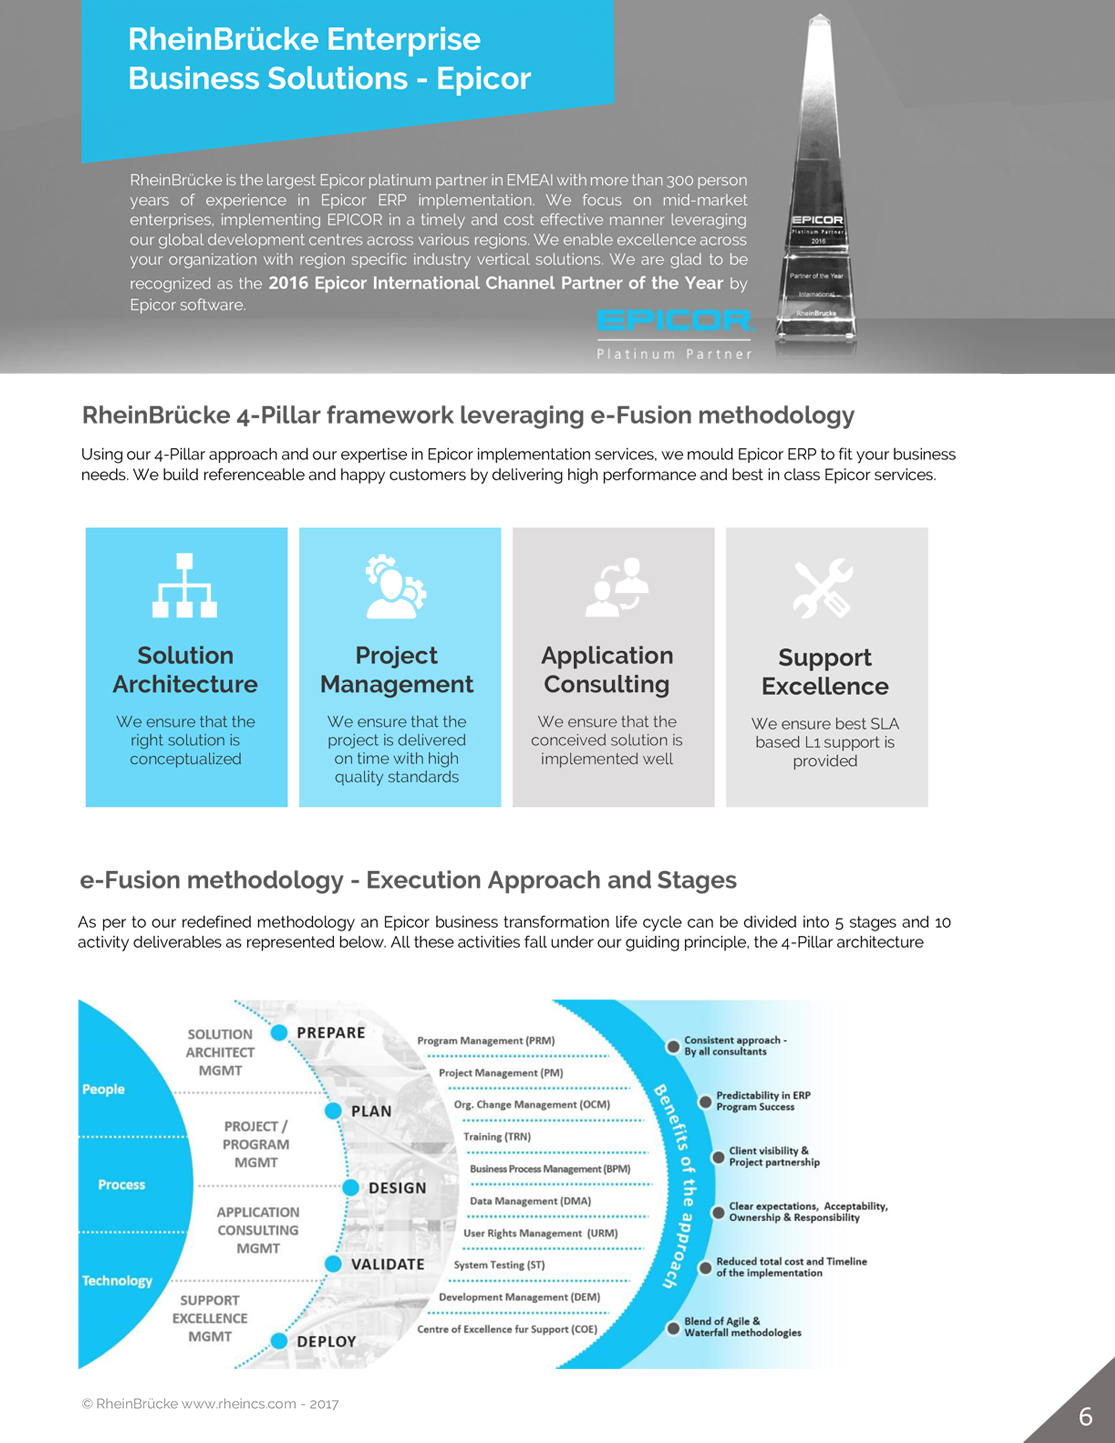 RheinBrücke Enterprise
Business Solutions - Epicor
RheinBrücke is the largest Epicor platinum partner in EMEAI with more than 300 person
years of experience in Epicor ERP implementation. We focus on mid-market
enterprises, implementing EPICOR in a timely and cost effective manner leveraging
our global development centres across various regions. We enable excellence across
your organization with region specific industry vertical solutions. We are glad to be
recognized as the 2016 Epicor International Channel Partner of the Year by
Epicor software.
EPICOR
Platinum Partner
EPICOR
Platinum Partner
2016
Partner of the Year
International
RheinBrucke
RheinBrücke 4-Pillar framework leveraging e-Fusion methodology
Using our 4-Pillar approach and our expertise in Epicor implementation services, we mould Epicor ERP to fit your business
needs. We build referenceable and happy customers by delivering high performance and best in class Epicor services.
Solution
Architecture
We ensure that the
right solution is
conceptualized
Project
Management
We ensure that the
project is delivered
on time with high
quality standards
Application
Consulting
We ensure that the
conceived solution is
implemented well
Support
Excellence
We ensure best SLA
based L1 support is
provided
e-Fusion methodology - Execution Approach and Stages
As per to our redefined methodology an Epicor business transformation life cycle can be divided into 5 stages and 10
activity deliverables as represented below. All these activities fall under our guiding principle, the 4-Pillar architecture
People
Process
Technology
SOLUTION
ARCHITECT
MGMT
PROJECT /
PROGRAM
MGMT
APPLICATION
CONSULTING
MGMT
SUPPORT
EXCELLENCE
MGMT
PREPARE
PLAN
DESIGN
VALIDATE
DEPLOY
Program Management (PRM)
Project Management (PM)
Org. Change Management (OCM)
Training (TRN)
Business Process Management (BPM)
Data Management (DMA)
User Rights Management (URM)
System Testing (ST)
Development Management (DEM)
Centre of Excellence fur Support (COE)
Benefits of the approach
Consistent approach -
By all consultants
Predictability in ERP
Program Success
Client visibility &
Project partnership
Clear expectations, Acceptability,
Ownership & Responsibility
Reduced total cost and Timeline
of the implementation
Blend of Agile &
Waterfall methodologies
© RheinBrücke www.rheincs.com - 2017
6